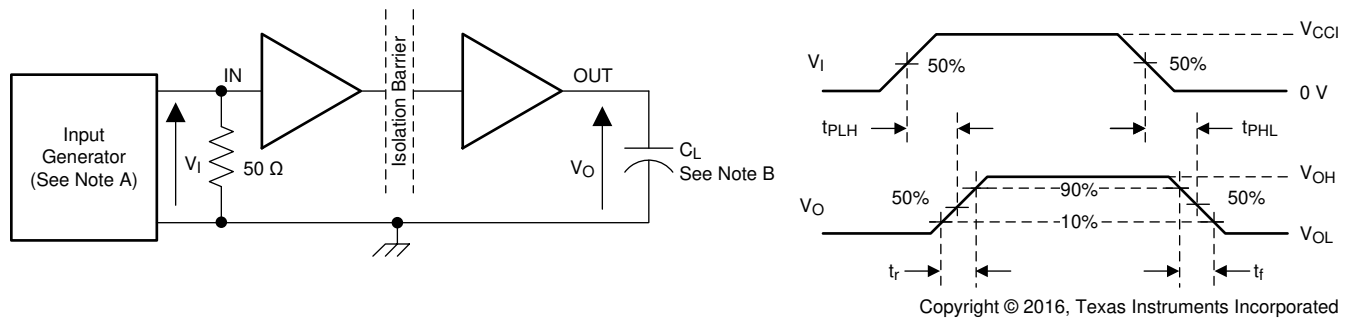 Input
Generator
(See Note A)
VI
IN
50 Ω
Isolation Barrier
OUT
VO
CL
See Note B
VI
50%
50%
VCCI
0 V
tPLH
tPHL
VO
50%
90%
50%
10%
VOH
VOL
tr
tf
Copyright © 2016, Texas Instruments Incorporated